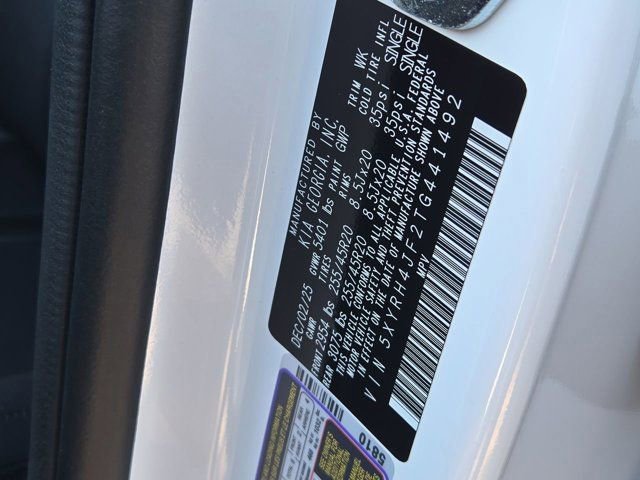 MANUFACTURED BY
KIA GEORGIA, INC.
DEC/02/25 GVWR 5401 lbs PAINT GWP TRIM WK
GAWR TIRES RIMS COLD TIRE INFL
FRONT 2954 lbs 255/45R20 8.5JX20 35psi SINGLE
REAR 3075 lbs 255/45R20 8.5JX20 35psi SINGLE
THIS VEHICLE CONFORMS TO ALL APPLICABLE U.S.A. FEDERAL
MOTOR VEHICLE SAFETY AND THEFT PREVENTION STANDARDS
IN EFFECT ON THE DATE OF MANUFACTURE SHOWN ABOVE
VIN 5XYRH4JF2TG441492
MPV
5810